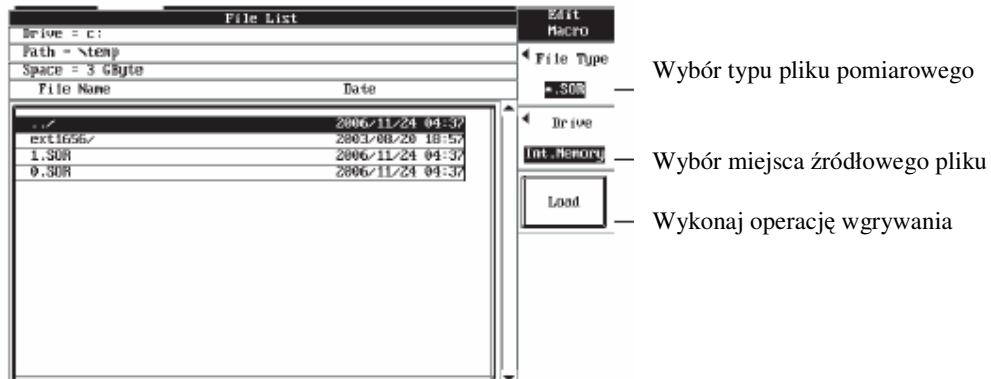 File List
Drive = c:
Path = \temp
Space = 3 GByte
File Name Date
../ 2006/11/24 04:37
ext1656/ 2003/08/20 18:57
1.SOR 2006/11/24 04:37
0.SOR 2006/11/24 04:37
Edit
Macro
File Type
*.SOR
Drive
Int.Memory
Load
Wybór typu pliku pomiarowego
Wybór miejsca źródłowego pliku
Wykonaj operację wgrywania